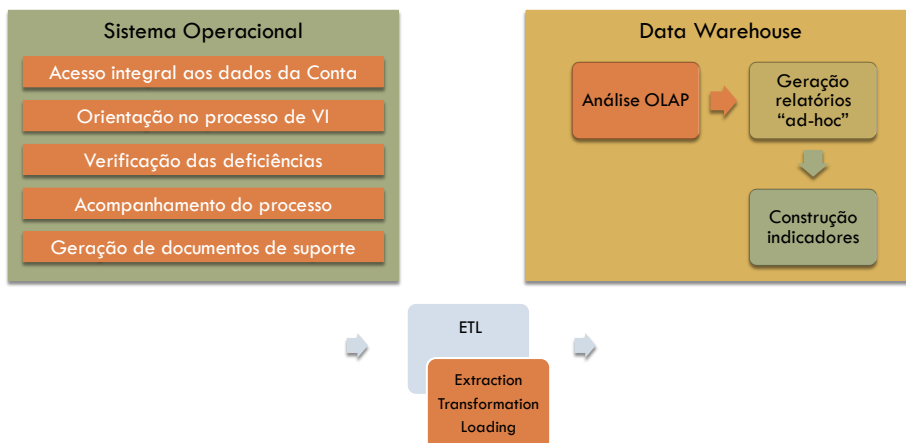 Sistema Operacional
Acesso integral aos dados da Conta
Orientação no processo de VI
Verificação das deficiências
Acompanhamento do processo
Geração de documentos de suporte
Data Warehouse
Análise OLAP
Geração
relatórios
“ad-hoc”
Construção
indicadores
ETL
Extraction
Transformation
Loading